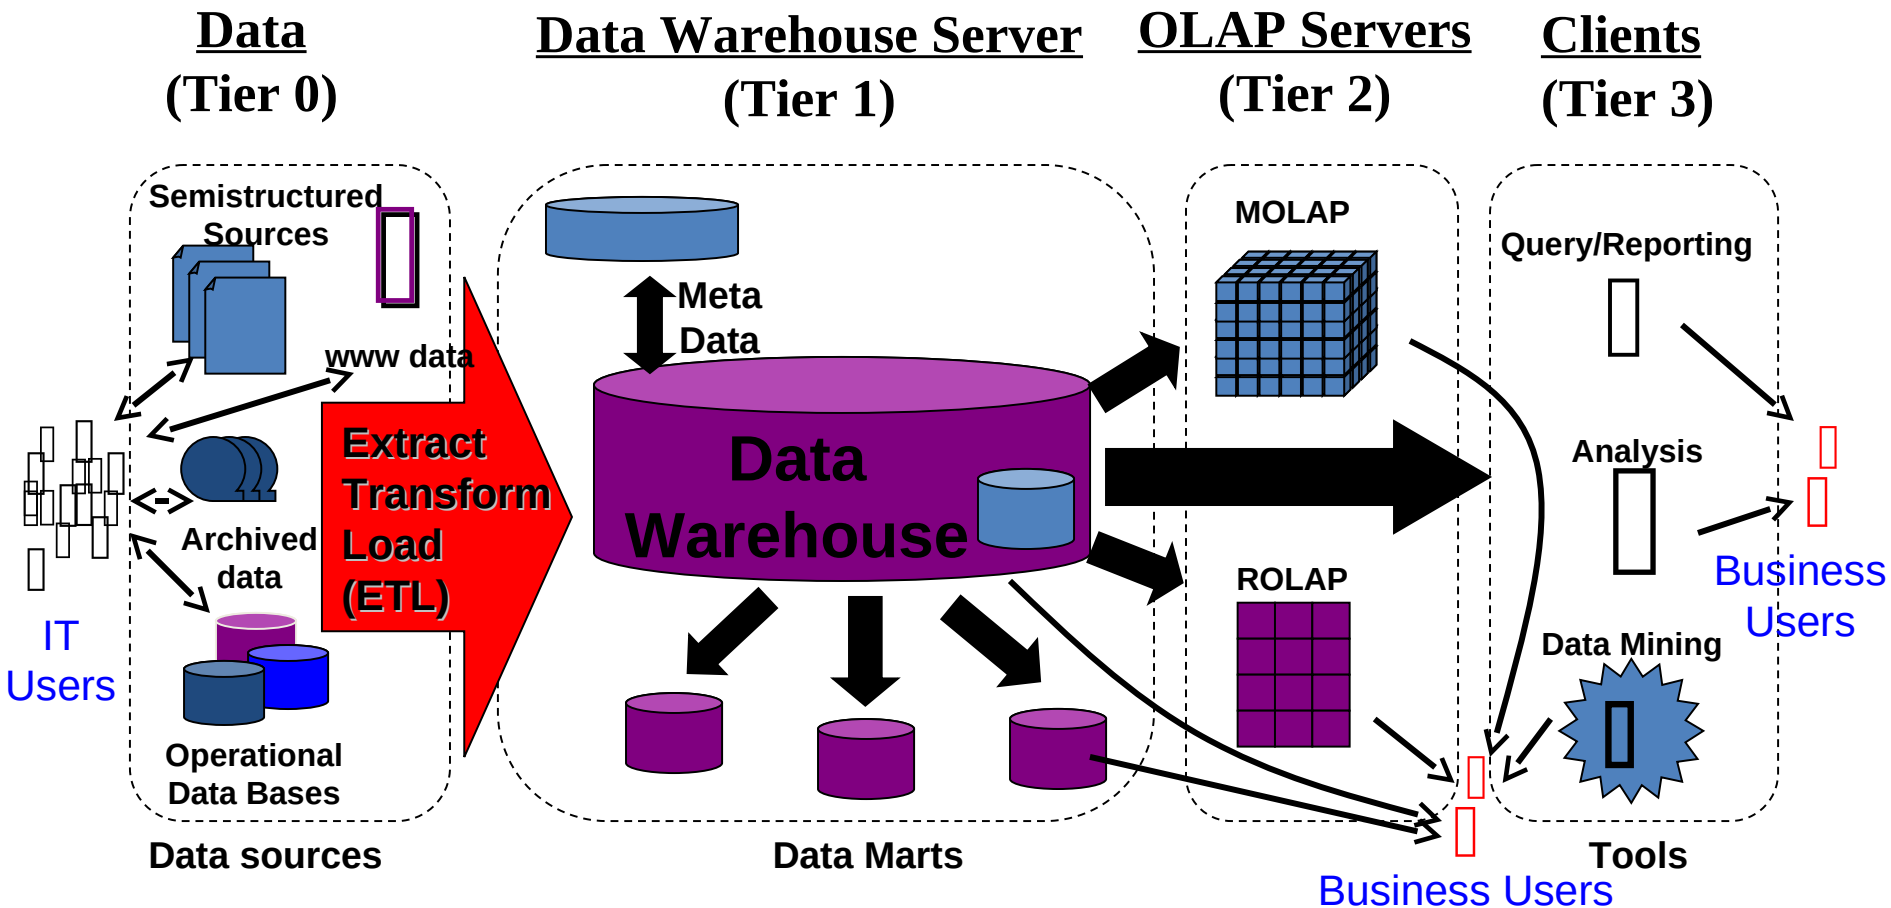 Data
(Tier 0)
Data Warehouse Server
(Tier 1)
OLAP Servers
(Tier 2)
Clients
(Tier 3)
Semistructured
Sources
www data
Archived
data
Operational
Data Bases
Data sources
IT
Users
Extract
Transform
Load
(ETL)
Meta
Data
Data
Warehouse
Data Marts
MOLAP
ROLAP
Query/Reporting
Analysis
Data Mining
Tools
Business
Users
Business Users